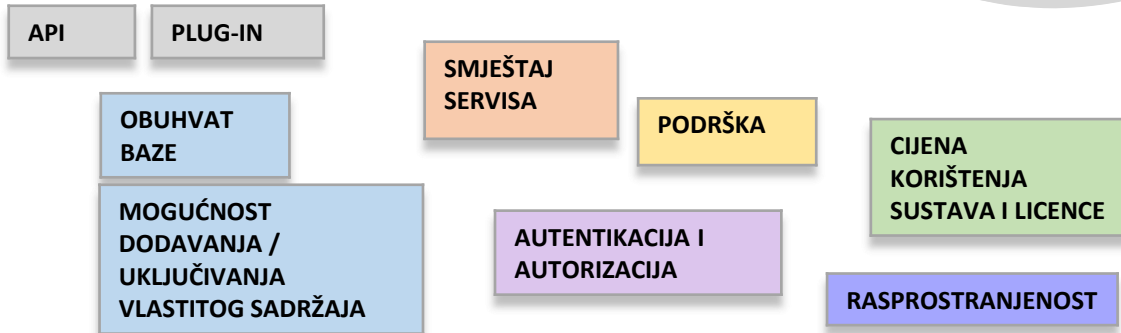 API
PLUG-IN
SMJEŠTAJ
SERVISA
OBUHVAT
BAZE
PODRŠKA
CIJENA
KORIŠTENJA
SUSTAVA I LICENCE
MOGUĆNOST
DODAVANJA /
UKLJUČIVANJA
VLASTITOG SADRŽAJA
AUTENTIKACIJA I
AUTORIZACIJA
RASPROSTRANJENOST